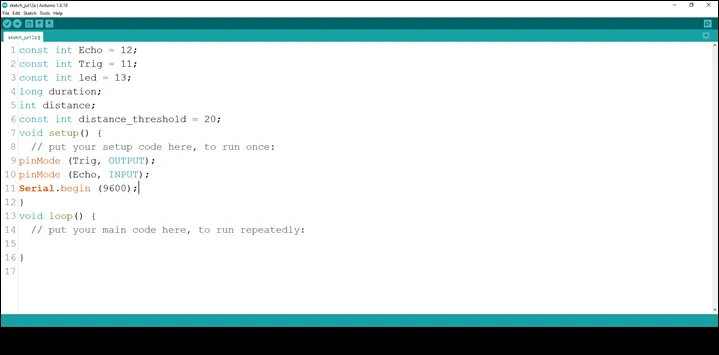 sketch_jul12a | Arduino 1.8.19
File Edit Sketch Tools Help
sketch_jul12a §
1 const int Echo = 12;
2 const int Trig = 11;
3 const int led = 13;
4 long duration;
5 int distance;
6 const int distance_threshold = 20;
7 void setup() {
8 // put your setup code here, to run once:
9 pinMode (Trig, OUTPUT);
10 pinMode (Echo, INPUT);
11 Serial.begin (9600);
12 }
13 void loop() {
14 // put your main code here, to run repeatedly:
15
16 }
17